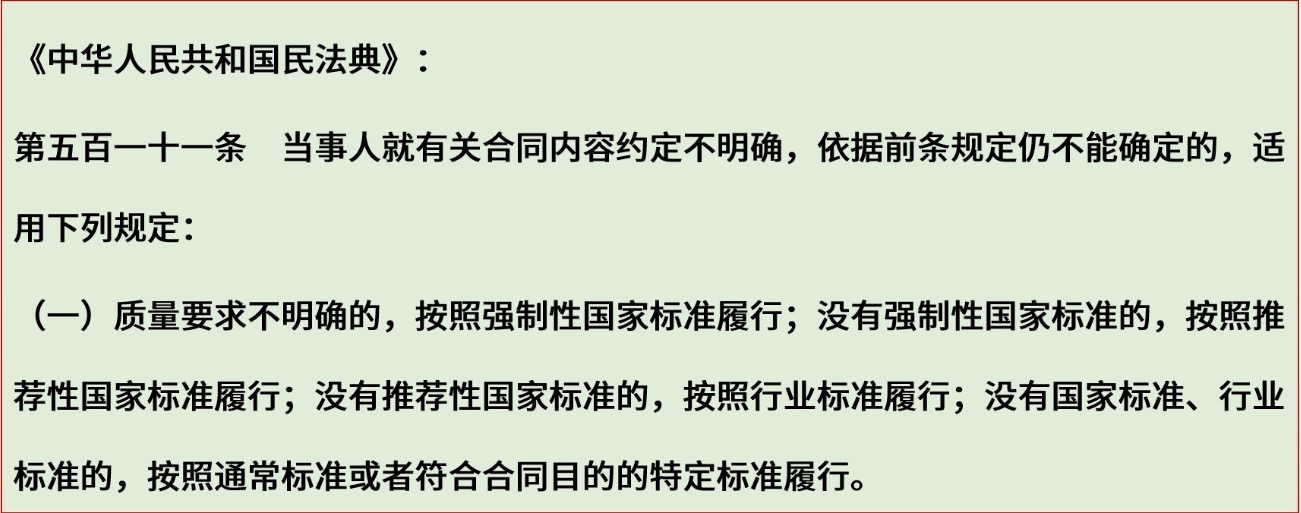 《中华人民共和国民法典》：
第五百一十一条　当事人就有关合同内容约定不明确，依据前条规定仍不能确定的，适
用下列规定：
（一）质量要求不明确的，按照强制性国家标准履行；没有强制性国家标准的，按照推
荐性国家标准履行；没有推荐性国家标准的，按照行业标准履行；没有国家标准、行业
标准的，按照通常标准或者符合合同目的的特定标准履行。